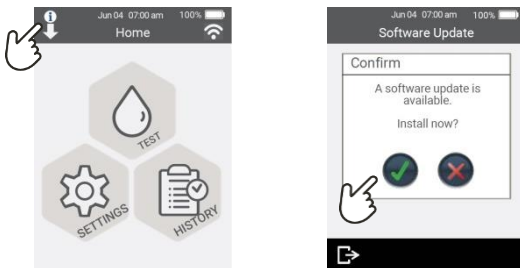 Jun 04 07:00 am 100%
Home
TEST
SETTINGS
HISTORY
Jun 04 07:00 am 100%
Software Update
Confirm
A software update is
available.
Install now?